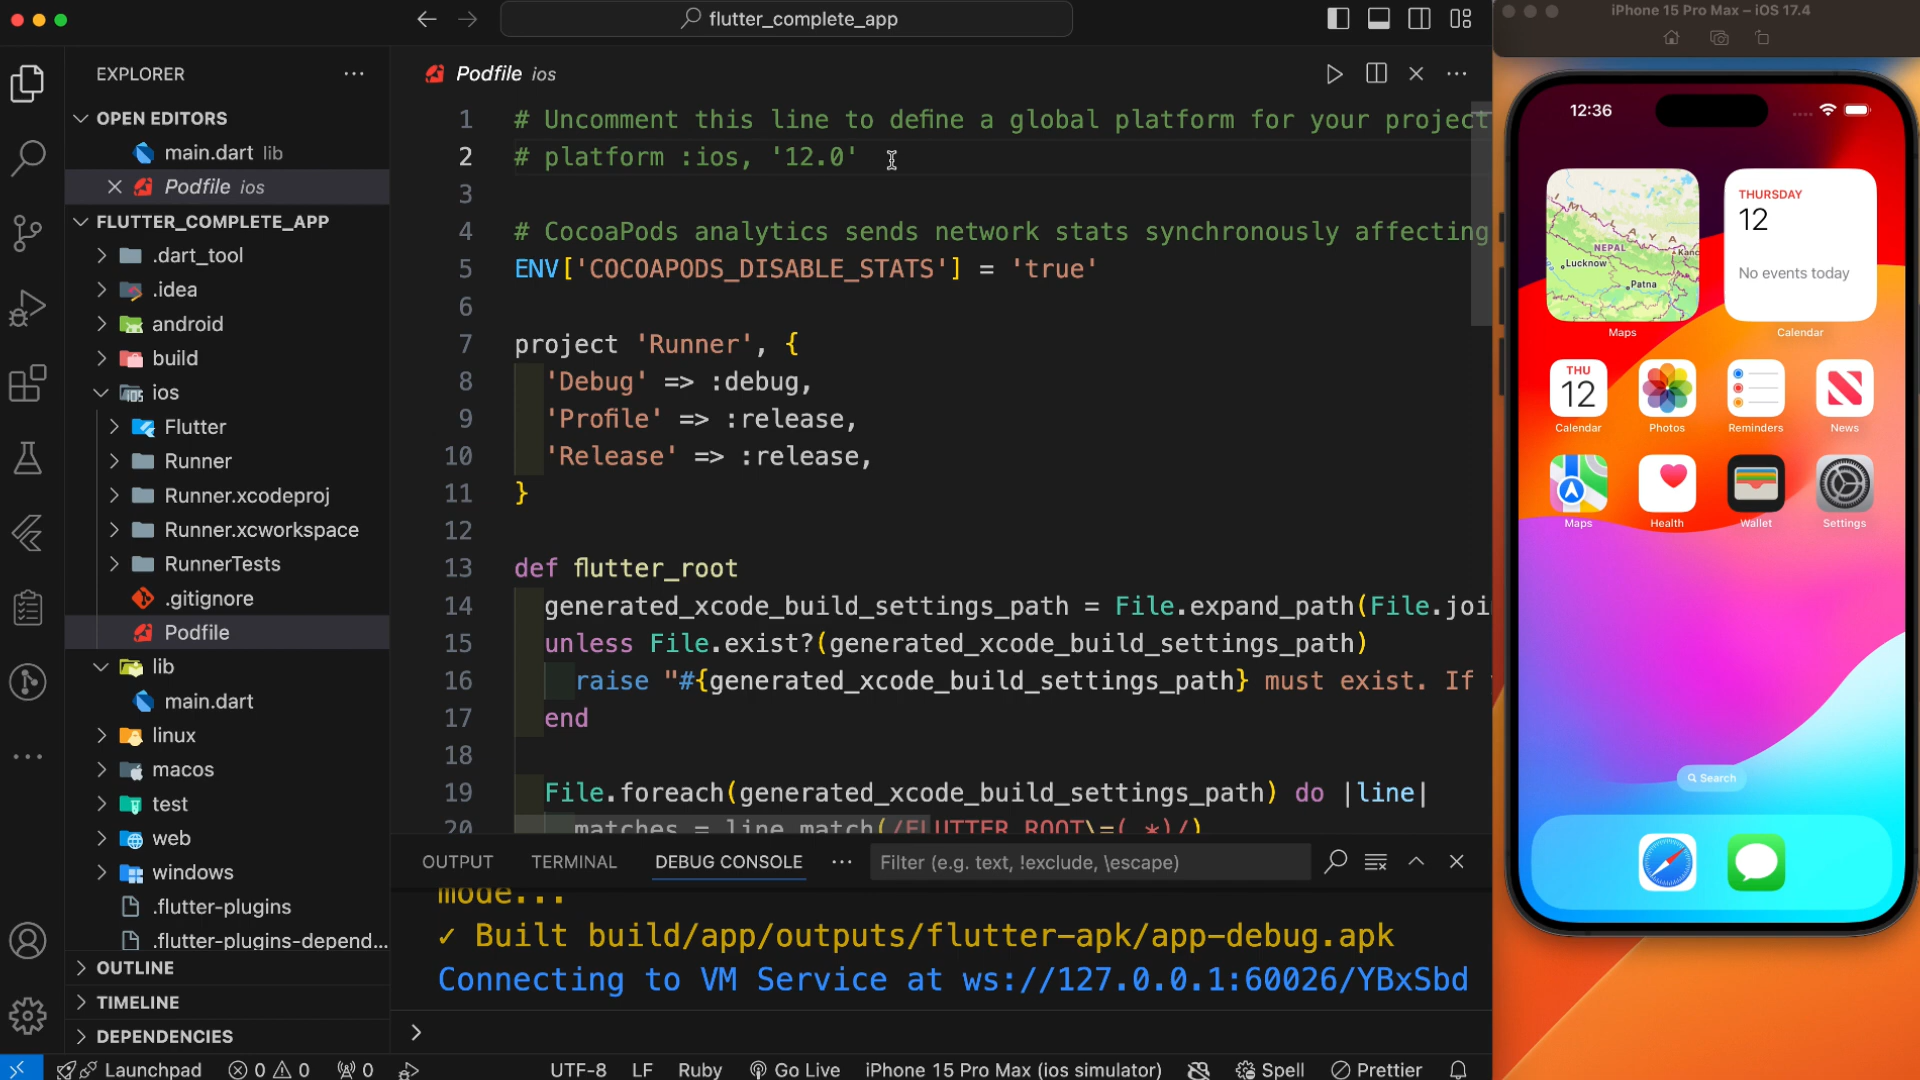 flutter_complete_app
iPhone 15 Pro Max – iOS 17.4
EXPLORER
OPEN EDITORS
main.dart lib
Podfile ios
FLUTTER_COMPLETE_APP
.dart_tool
.idea
android
build
ios
Flutter
Runner
Runner.xcodeproj
Runner.xcworkspace
RunnerTests
.gitignore
Podfile
lib
main.dart
linux
macos
test
web
windows
.flutter-plugins
.flutter-plugins-depend...
OUTLINE
TIMELINE
DEPENDENCIES
Podfile ios
1 # Uncomment this line to define a global platform for your project
2 # platform :ios, '12.0'
3
4 # CocoaPods analytics sends network stats synchronously affecting
5 ENV['COCOAPODS_DISABLE_STATS'] = 'true'
6
7 project 'Runner', {
8 'Debug' => :debug,
9 'Profile' => :release,
10 'Release' => :release,
11 }
12
13 def flutter_root
14 generated_xcode_build_settings_path = File.expand_path(File.joi
15 unless File.exist?(generated_xcode_build_settings_path)
16 raise "#{generated_xcode_build_settings_path} must exist. If
17 end
18
19 File.foreach(generated_xcode_build_settings_path) do |line|
20 matches = line.match(/FLUTTER_ROOT\=(.*)/)
OUTPUT TERMINAL DEBUG CONSOLE Filter (e.g. text, !exclude, \escape)
mode...
✓ Built build/app/outputs/flutter-apk/app-debug.apk
Connecting to VM Service at ws://127.0.0.1:60026/YBxSbd
Launchpad 0 0 0 UTF-8 LF Ruby Go Live iPhone 15 Pro Max (ios simulator) Spell Prettier
12:36
NEPAL
Lucknow
Patna
Maps
THURSDAY
12
No events today
Calendar
THU
12
Calendar Photos Reminders News
Maps Health Wallet Settings
Search